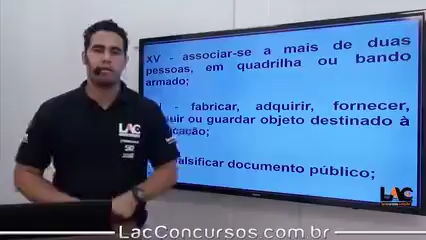 XV - associar-se a mais de duas
pessoas, em quadrilha ou bando
armado;
- fabricar, adquirir, fornecer,
ou guardar objeto destinado à
falsificar documento público;
LAC
LAC
LacConcursos.com.br